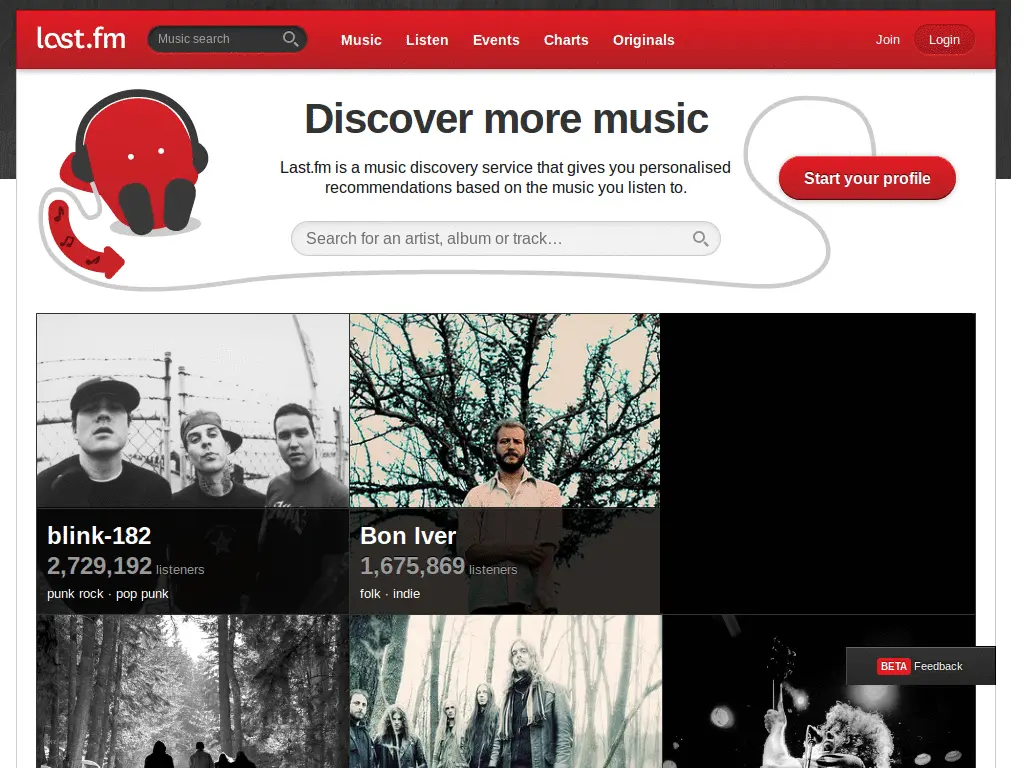 last.fm
Music search
Music
Listen
Events
Charts
Originals
Join
Login
Discover more music
Last.fm is a music discovery service that gives you personalised
recommendations based on the music you listen to.
Start your profile
Search for an artist, album or track…
blink-182
2,729,192 listeners
punk rock · pop punk
Bon Iver
1,675,869 listeners
folk · indie
BETA Feedback